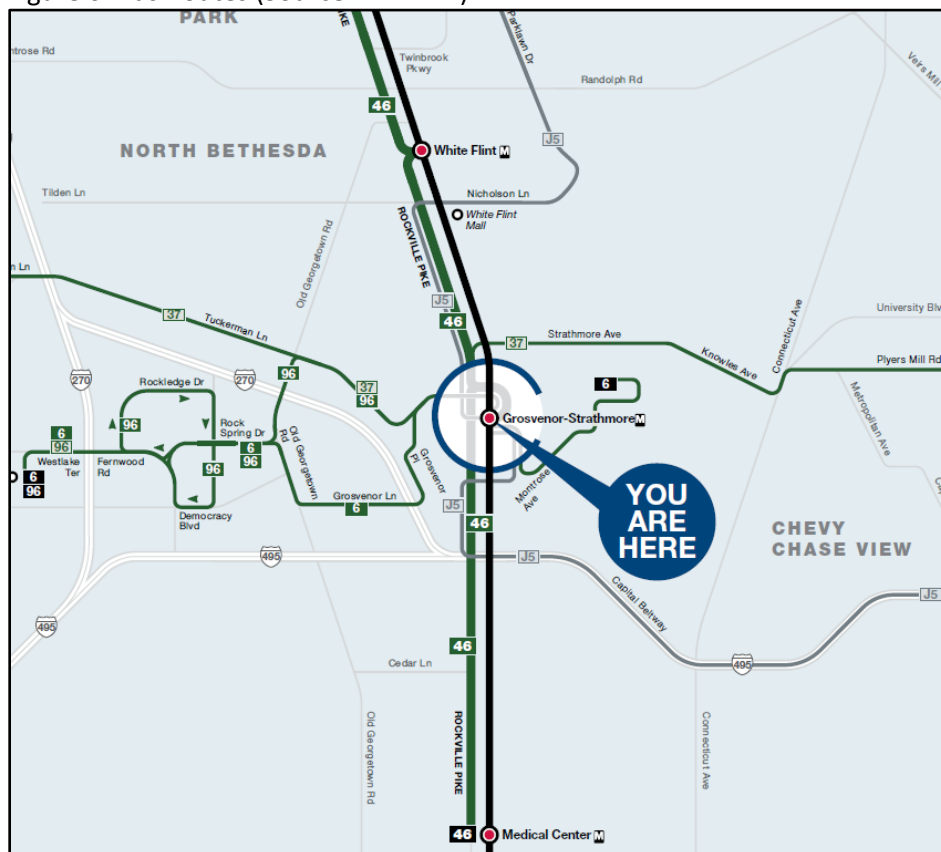 PARK
ntrose Rd
Twinbrook
Pkwy
Parklawn Dr
Veirs Mill
Randolph Rd
46
J5
White Flint M
NORTH BETHESDA
Tilden Ln
Nicholson Ln
White Flint
Mall
ROCKVILLE PIKE
Old Georgetown Rd
n Ln
J5
46
37
Tuckerman Ln
37
Strathmore Ave
Knowles Ave
Connecticut Ave
University Blv
Plyers Mill Rd
Metropolitan Ave
270
270
Rockledge Dr
96
37
96
6
Grosvenor-Strathmore M
96
Rock
Spring Dr
6
96
6
96
Westlake
Ter
Fernwood
Rd
6
96
96
Old Georgetown
Rd
Grosvenor Pl
Grosvenor Ln
6
Democracy
Blvd
Montrose
Ave
J5
46
YOU
ARE
HERE
CHEVY
CHASE VIEW
495
J5
Capital Beltway
J5
495
46
495
Cedar Ln
Old Georgetown Rd
ROCKVILLE PIKE
Connecticut Ave
46
Medical Center M